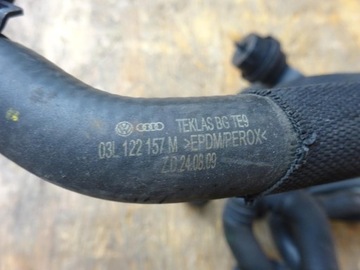 TEKLAS BG TE9
03L 122 157 M >EPDM/PEROX<
Z.D 24.08.09